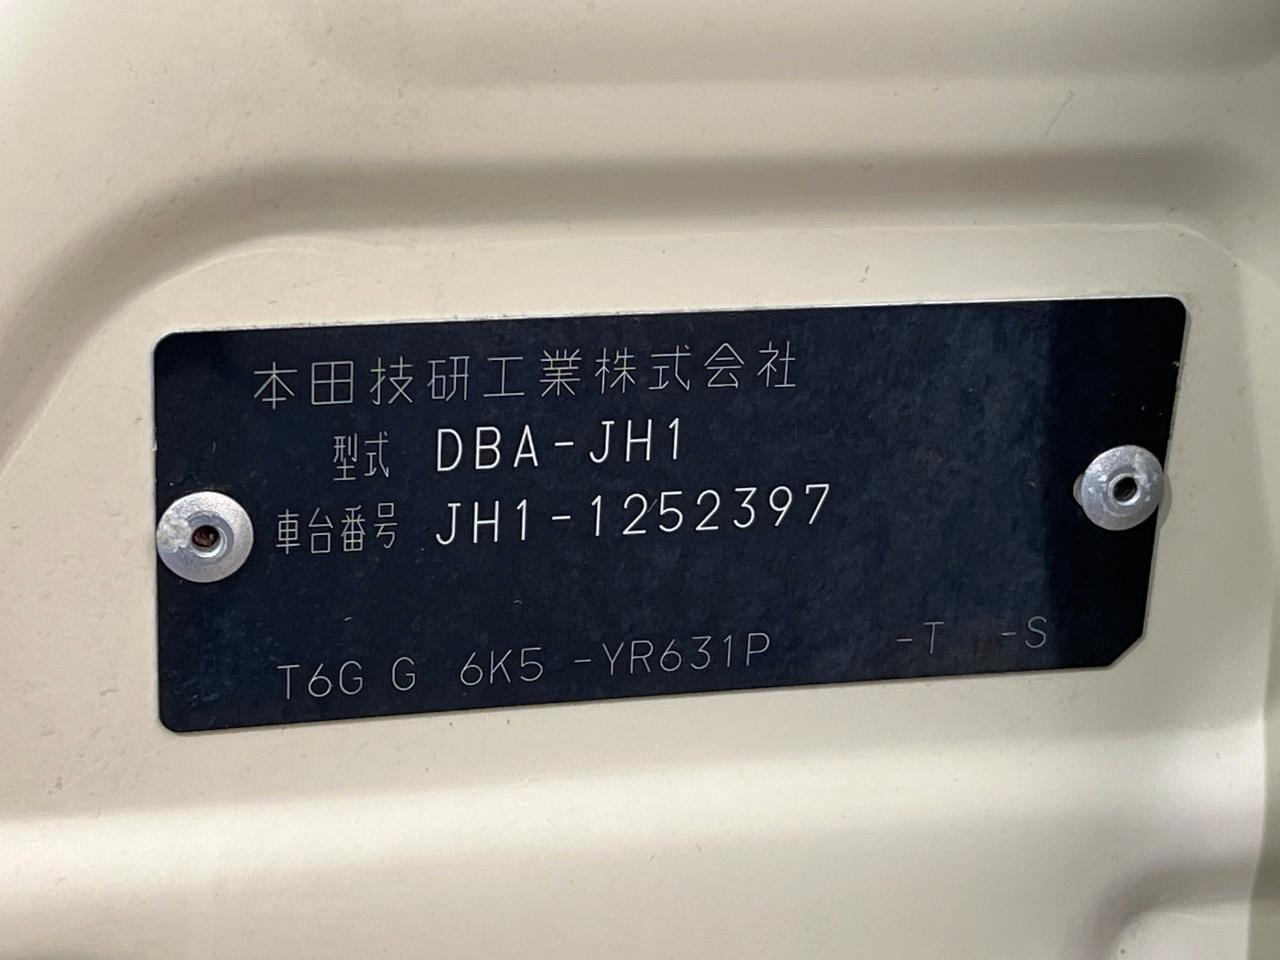 本田技研工業株式会社
型式 DBA-JH1
車台番号 JH1-1252397
T6G G 6K5 -YR631P -T -S